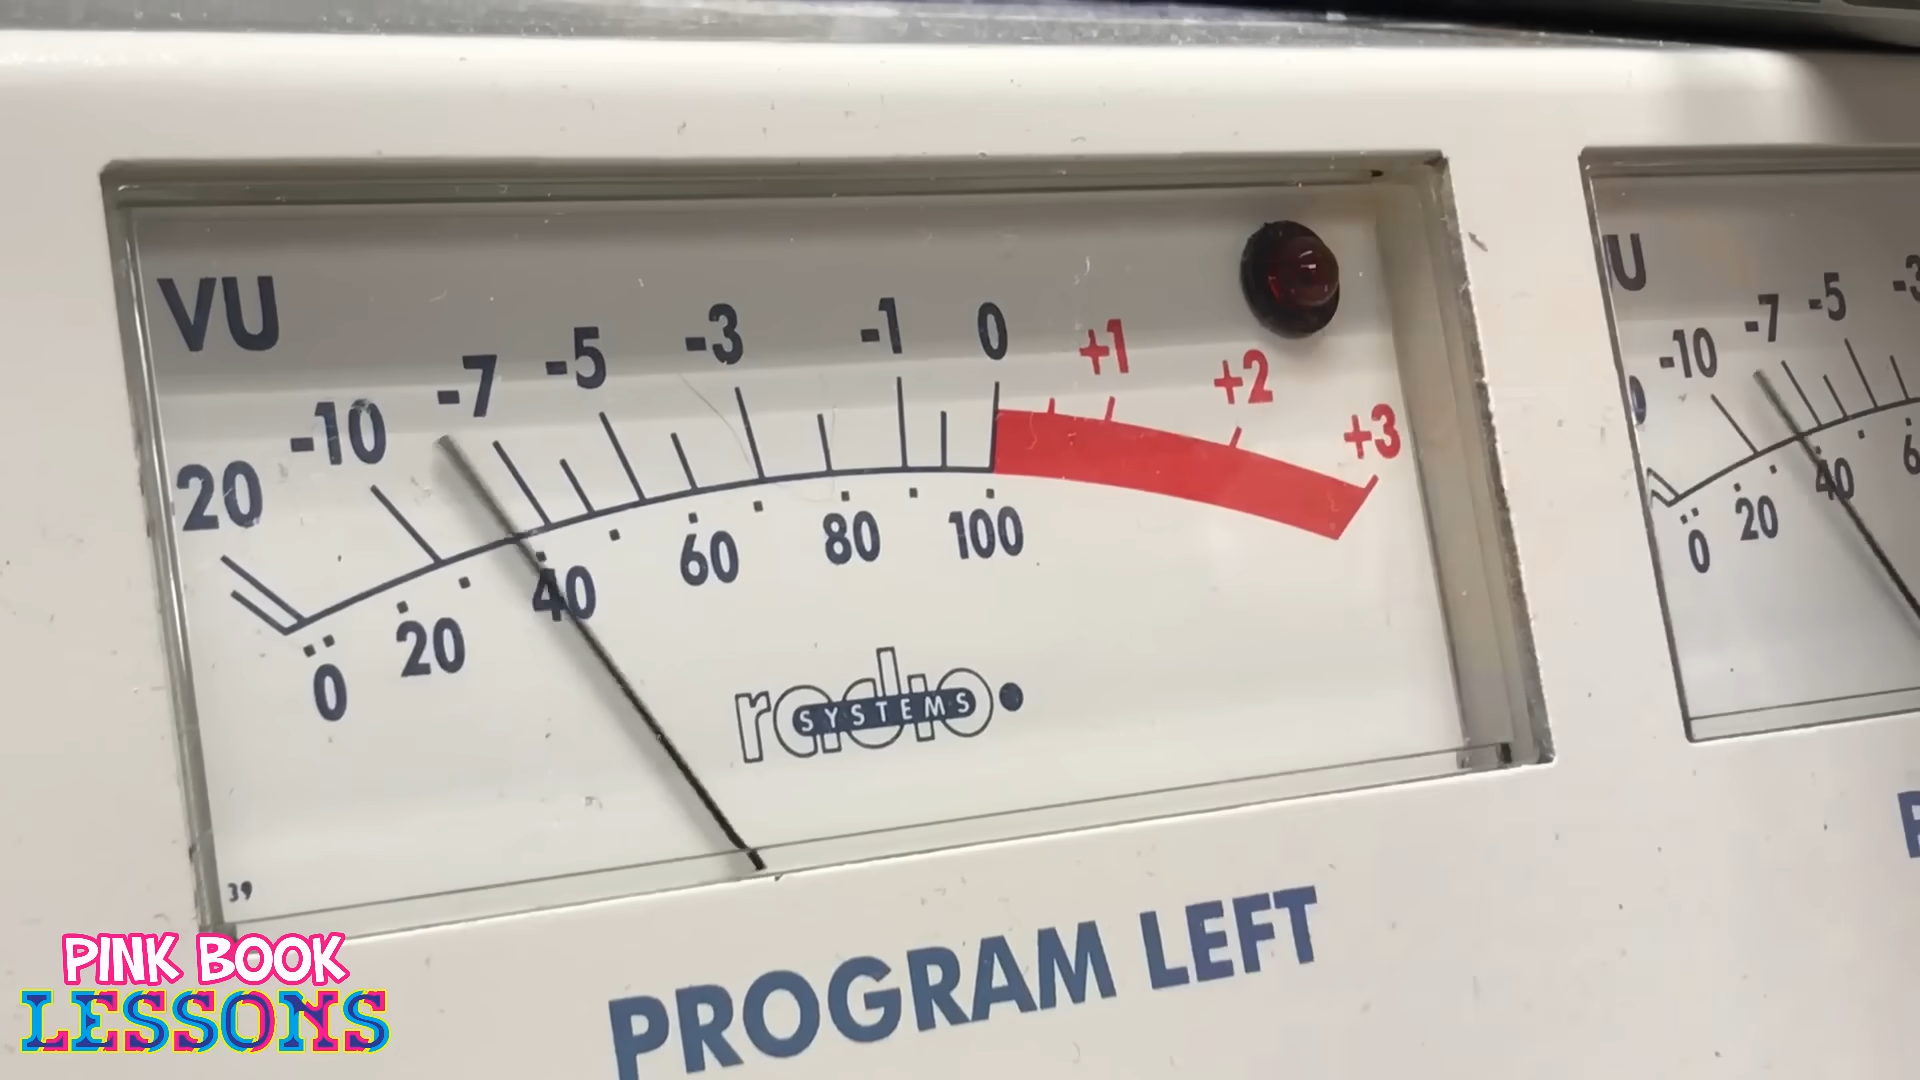 VU
20 -10 -7 -5 -3 -1 0 +1 +2 +3
0 20 40 60 80 100
radio
SYSTEMS
39
PROGRAM LEFT
U
-10 -7 -5 -3
0 20 40
PINK BOOK
LESSONS